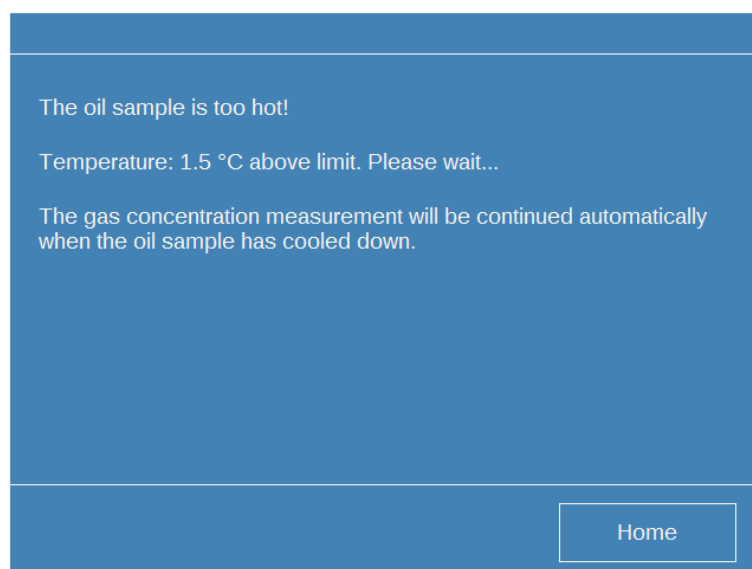 The oil sample is too hot!
Temperature: 1.5 °C above limit. Please wait...
The gas concentration measurement will be continued automatically
when the oil sample has cooled down.
Home